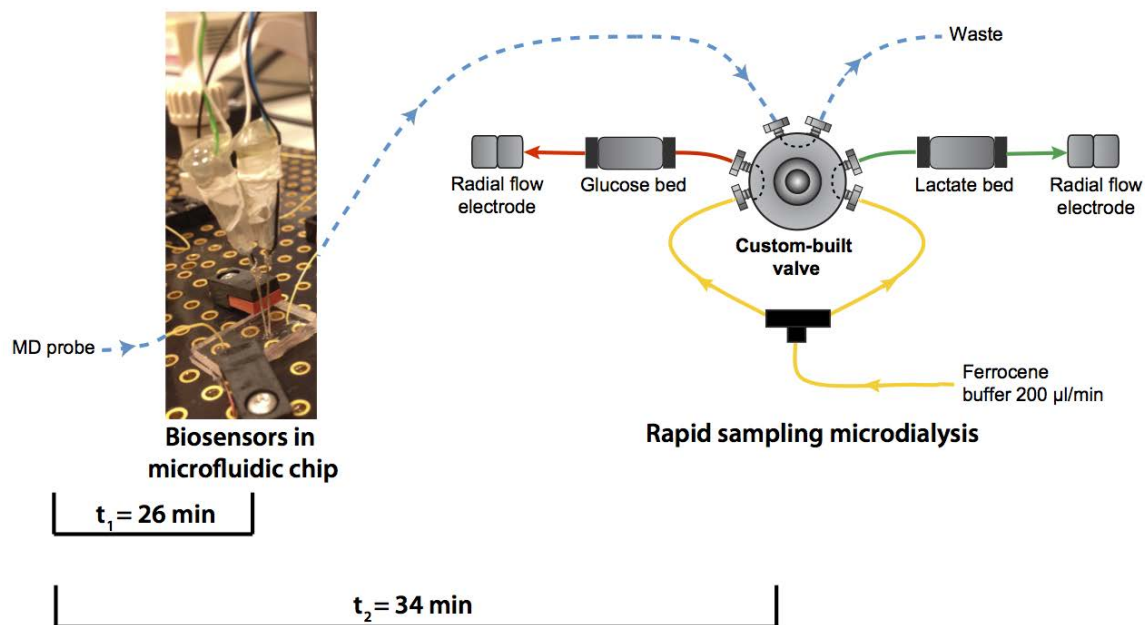 Waste
Radial flow
electrode
Glucose bed
Lactate bed
Radial flow
electrode
Custom-built
valve
MD probe
Ferrocene
buffer 200 µl/min
Biosensors in
microfluidic chip
Rapid sampling microdialysis
t₁= 26 min
t₂= 34 min